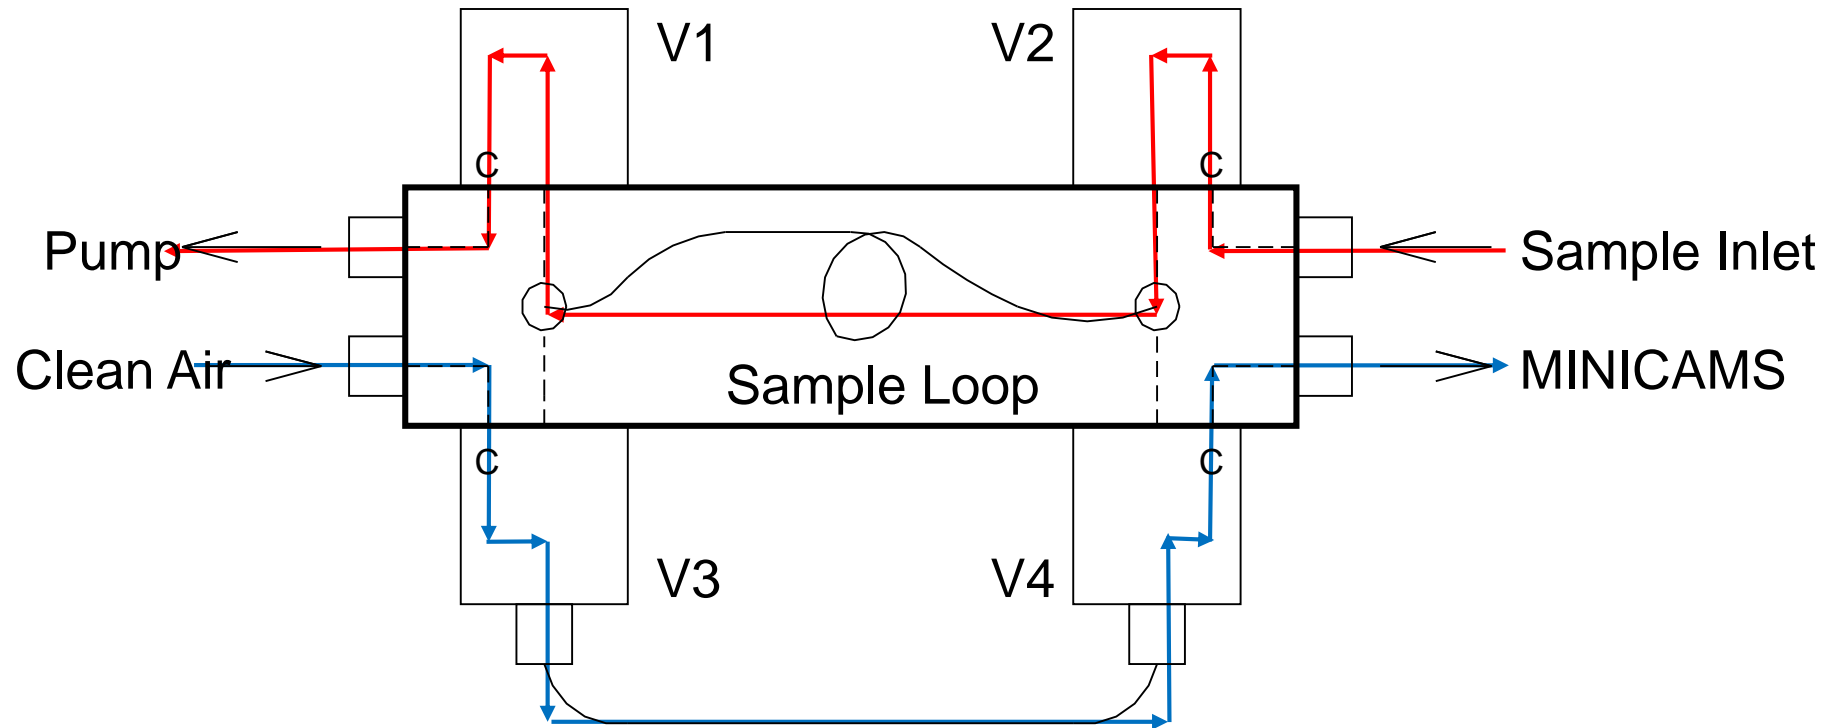 V1
V2
C
C
Pump
Sample Inlet
Clean Air
Sample Loop
MINICAMS
C
C
V3
V4